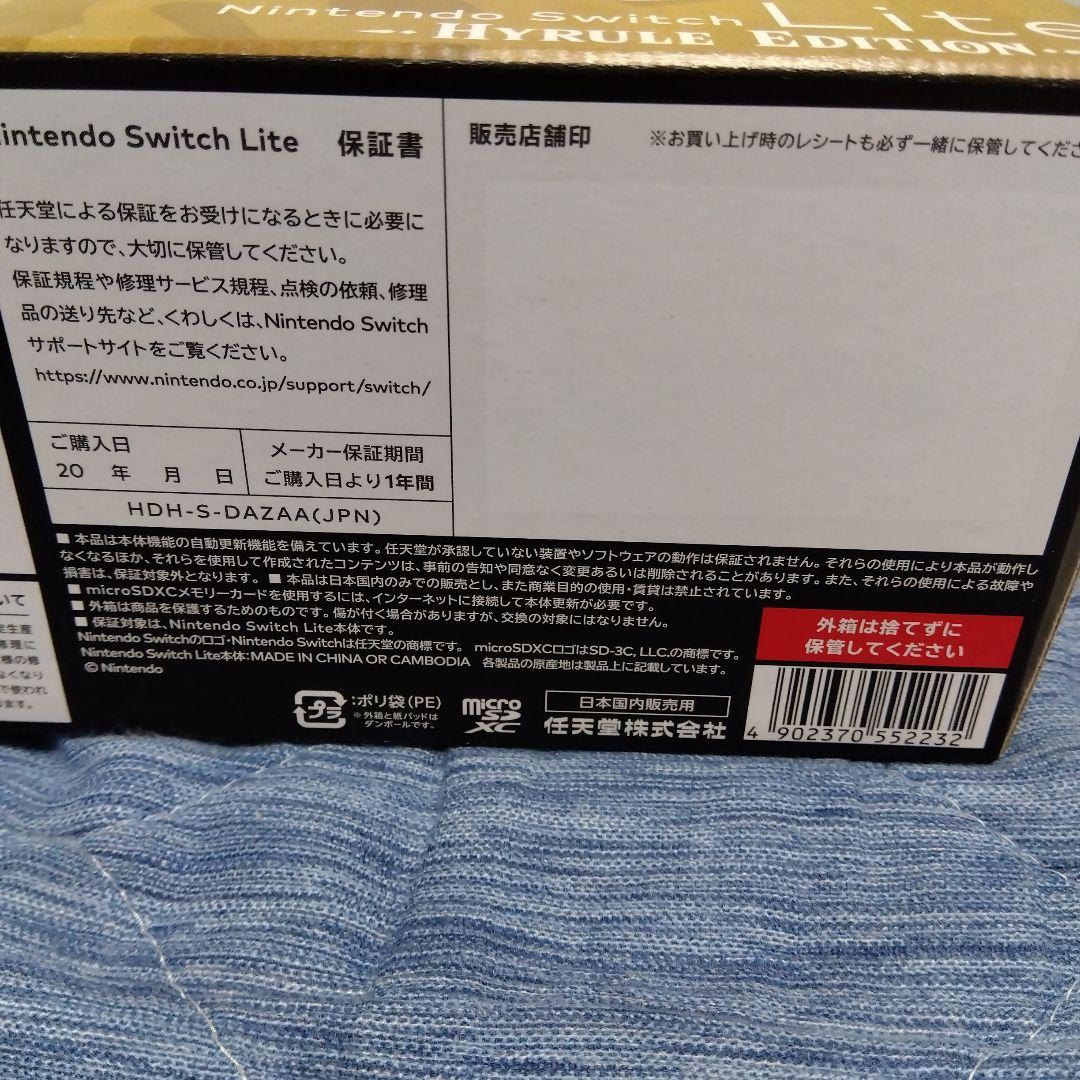 Nintendo Switch Lite
HYRULE EDITION
Nintendo Switch Lite 保証書
任天堂による保証をお受けになるときに必要に
なりますので、大切に保管してください。
保証規程や修理サービス規程、点検の依頼、修理
品の送り先など、くわしくは、Nintendo Switch
サポートサイトをご覧ください。
https://www.nintendo.co.jp/support/switch/
ご購入日
20 年 月 日
メーカー保証期間
ご購入日より1年間
HDH-S-DAZAA(JPN)
販売店舗印
※お買い上げ時のレシートも必ず一緒に保管してくださ
■ 本品は本体機能の自動更新機能を備えています。任天堂が承認していない装置やソフトウェアの動作は保証されません。それらの使用により本品が動作し
なくなるほか、それらを使用して作成されたコンテンツは、事前の告知や同意なく変更あるいは削除されることがあります。また、それらの使用による故障や
損害は、保証対象外となります。 ■ 本品は日本国内のみでの販売とし、また商業目的の使用・賃貸は禁止されています。
■ microSDXCメモリーカードを使用するには、インターネットに接続して本体更新が必要です。
■ 外箱は商品を保護するためのものです。傷が付く場合がありますが、交換の対象にはなりません。
■ 保証対象は、Nintendo Switch Lite本体です。
Nintendo Switchのロゴ・Nintendo Switchは任天堂の商標です。 microSDXCロゴはSD-3C, LLC.の商標です。
Nintendo Switch Lite本体:MADE IN CHINA OR CAMBODIA 各製品の原産地は製品上に記載しています。
© Nintendo
外箱は捨てずに
保管してください
プラ
:ポリ袋(PE)
※外箱と紙パッドは
ダンボールです。
micro
SD
XC
日本国内販売用
任天堂株式会社
4 902370 552232
いて
定生産
修理に
様の修
なくなり
で使われ
ます。